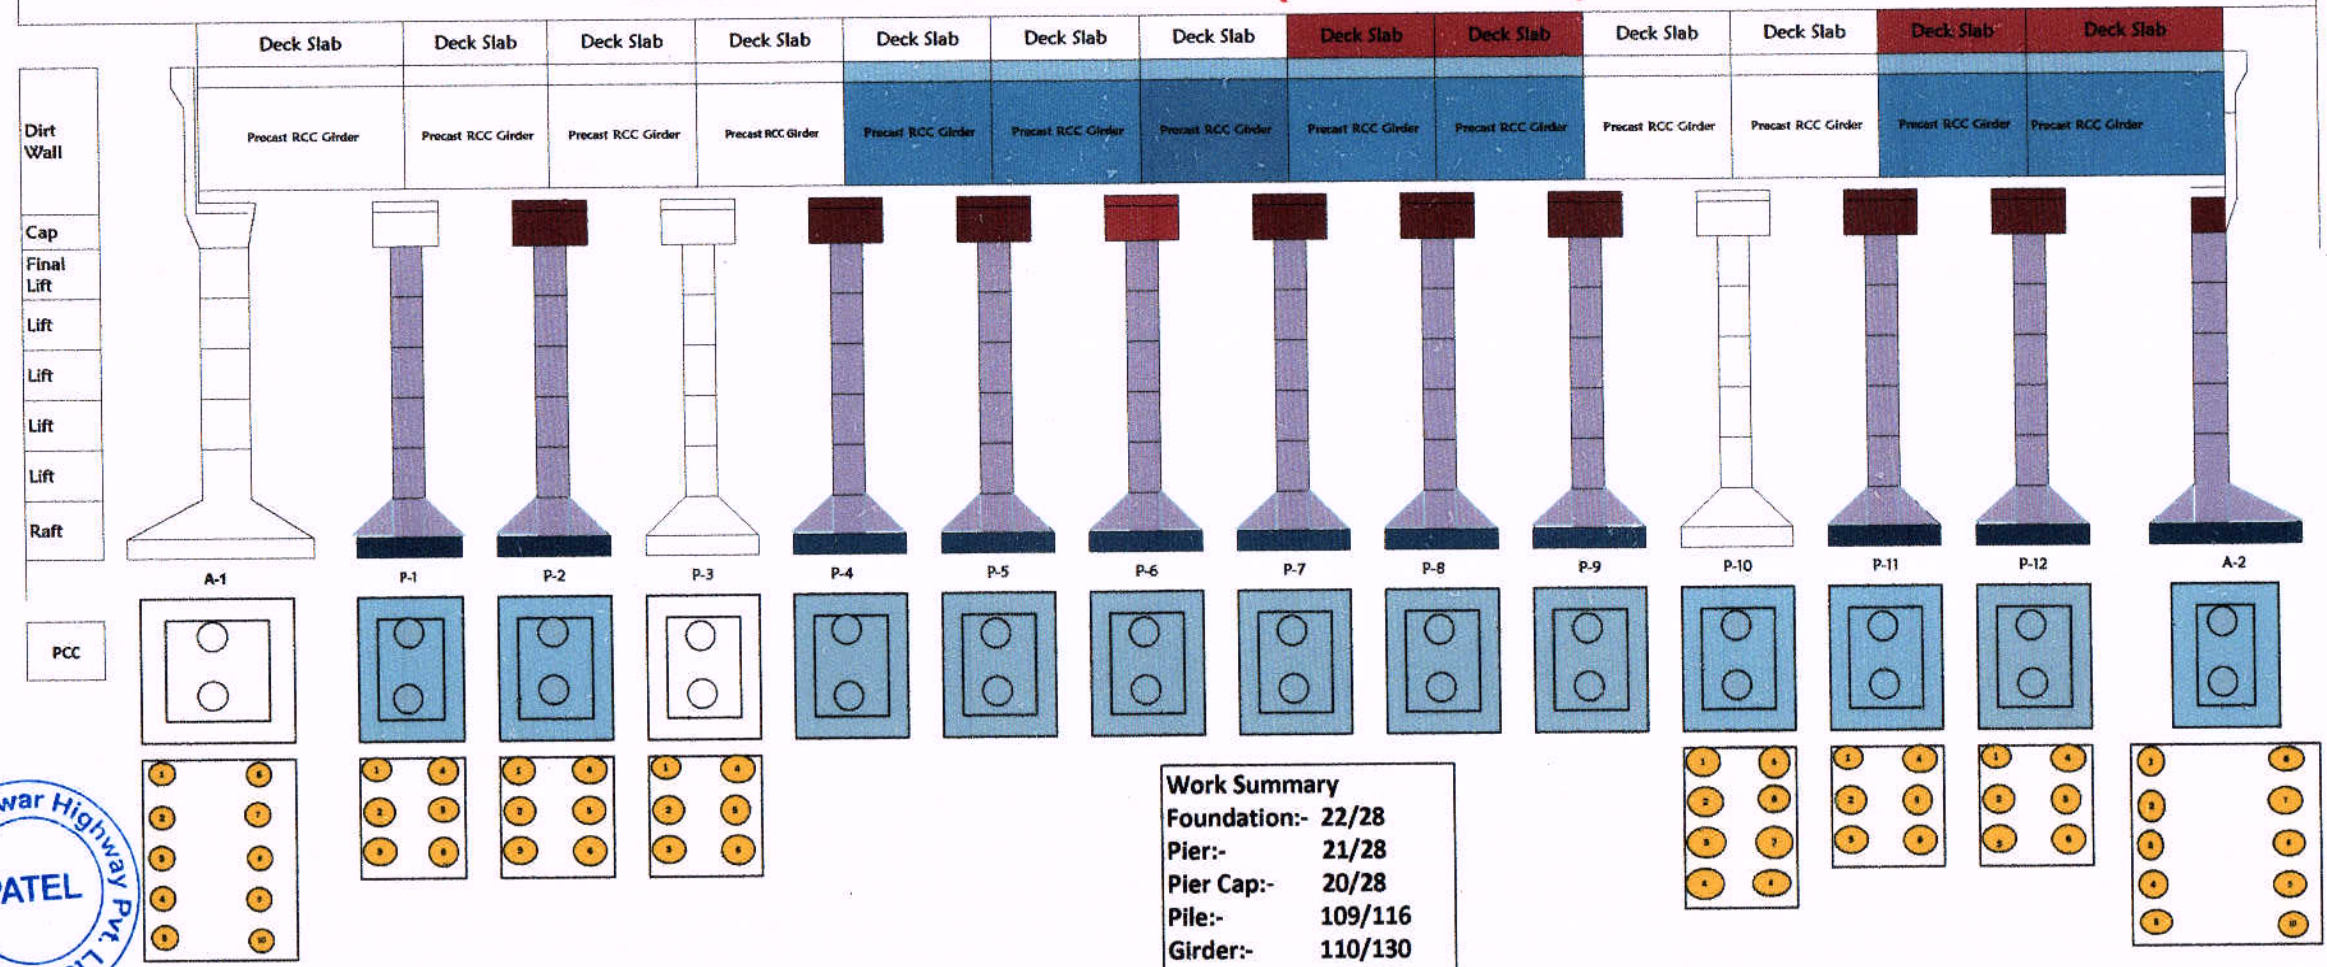 Deck Slab Deck Slab Deck Slab Deck Slab Deck Slab Deck Slab Deck Slab Deck Slab Deck Slab Deck Slab Deck Slab Deck Slab Deck Slab
Precast RCC Girder Precast RCC Girder Precast RCC Girder Precast RCC Girder Precast RCC Girder Precast RCC Girder Precast RCC Girder Precast RCC Girder Precast RCC Girder Precast RCC Girder Precast RCC Girder Precast RCC Girder Precast RCC Girder
Dirt
Wall
Cap
Final
Lift
Lift
Lift
Lift
Lift
Raft
A-1 P-1 P-2 P-3 P-4 P-5 P-6 P-7 P-8 P-9 P-10 P-11 P-12 A-2
PCC
Work Summary
Foundation:- 22/28
Pier:- 21/28
Pier Cap:- 20/28
Pile:- 109/116
Girder:- 110/130
war Highway Pvt.
PATEL